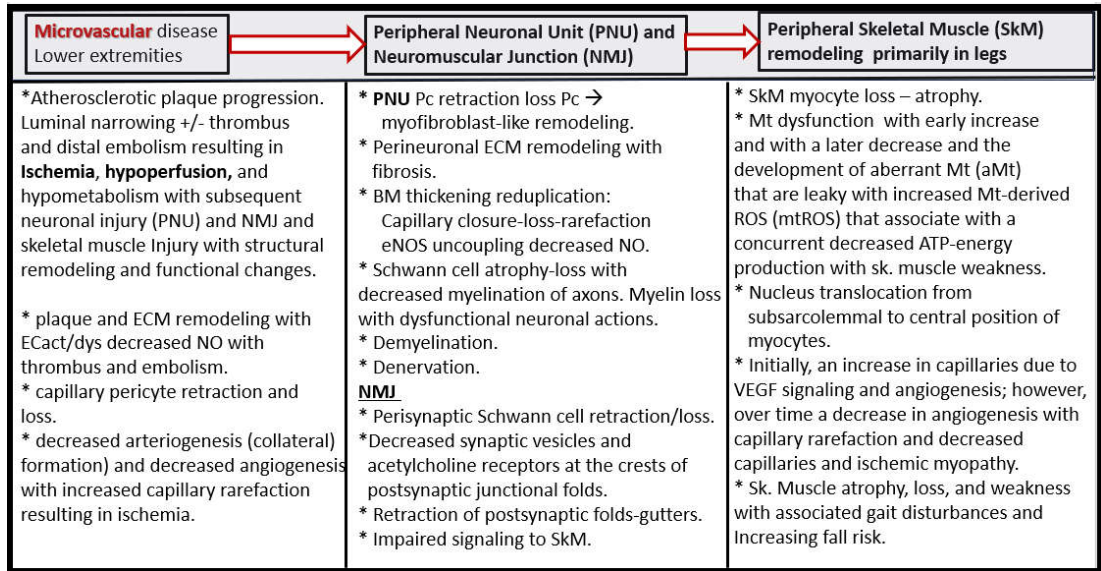 Microvascular disease
Lower extremities
Peripheral Neuronal Unit (PNU) and
Neuromuscular Junction (NMJ)
Peripheral Skeletal Muscle (SkM)
remodeling primarily in legs
*Atherosclerotic plaque progression.
Luminal narrowing +/- thrombus
and distal embolism resulting in
Ischemia, hypoperfusion, and
hypometabolism with subsequent
neuronal injury (PNU) and NMJ and
skeletal muscle Injury with structural
remodeling and functional changes.
* plaque and ECM remodeling with
ECact/dys decreased NO with
thrombus and embolism.
* capillary pericyte retraction and
loss.
* decreased arteriogenesis (collateral)
formation) and decreased angiogenesis
with increased capillary rarefaction
resulting in ischemia.
* PNU Pc retraction loss Pc →
myofibroblast-like remodeling.
* Perineuronal ECM remodeling with
fibrosis.
* BM thickening reduplication:
Capillary closure-loss-rarefaction
eNOS uncoupling decreased NO.
* Schwann cell atrophy-loss with
decreased myelination of axons. Myelin loss
with dysfunctional neuronal actions.
* Demyelination.
* Denervation.
NMJ
* Perisynaptic Schwann cell retraction/loss.
*Decreased synaptic vesicles and
acetylcholine receptors at the crests of
postsynaptic junctional folds.
* Retraction of postsynaptic folds-gutters.
* Impaired signaling to SkM.
* SkM myocyte loss – atrophy.
* Mt dysfunction with early increase
and with a later decrease and the
development of aberrant Mt (aMt)
that are leaky with increased Mt-derived
ROS (mtROS) that associate with a
concurrent decreased ATP-energy
production with sk. muscle weakness.
* Nucleus translocation from
subsarcolemmal to central position of
myocytes.
* Initially, an increase in capillaries due to
VEGF signaling and angiogenesis; however,
over time a decrease in angiogenesis with
capillary rarefaction and decreased
capillaries and ischemic myopathy.
* Sk. Muscle atrophy, loss, and weakness
with associated gait disturbances and
Increasing fall risk.